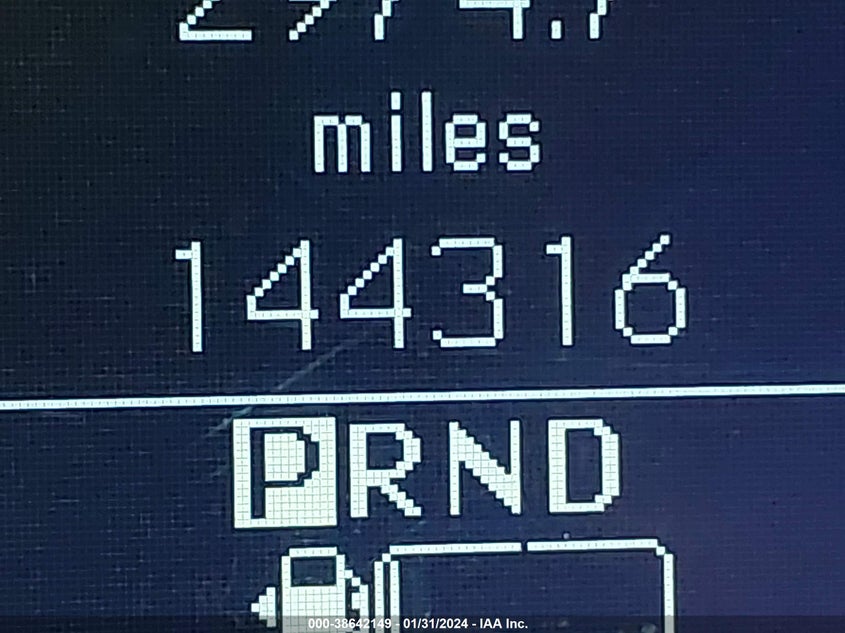 miles
144316
PRND
000-38642149 - 01/31/2024 - IAA Inc.